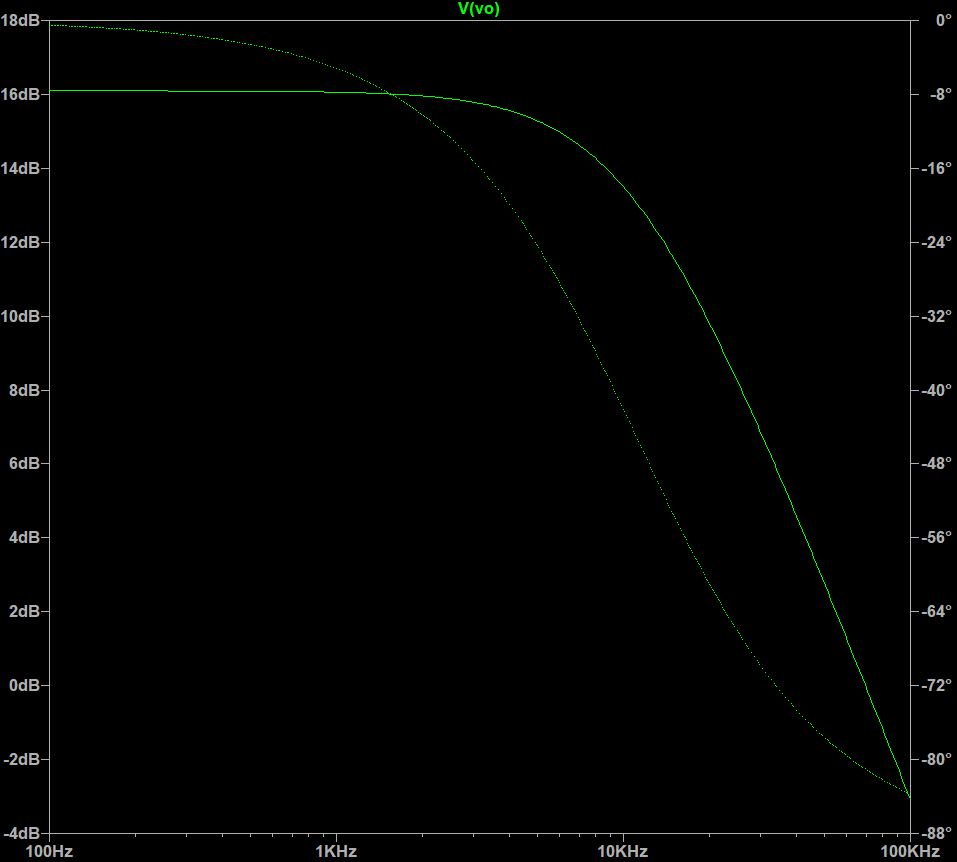 V(vo)
18dB 0°
16dB -8°
14dB -16°
12dB -24°
10dB -32°
8dB -40°
6dB -48°
4dB -56°
2dB -64°
0dB -72°
-2dB -80°
-4dB -88°
100Hz 1KHz 10KHz 100KHz